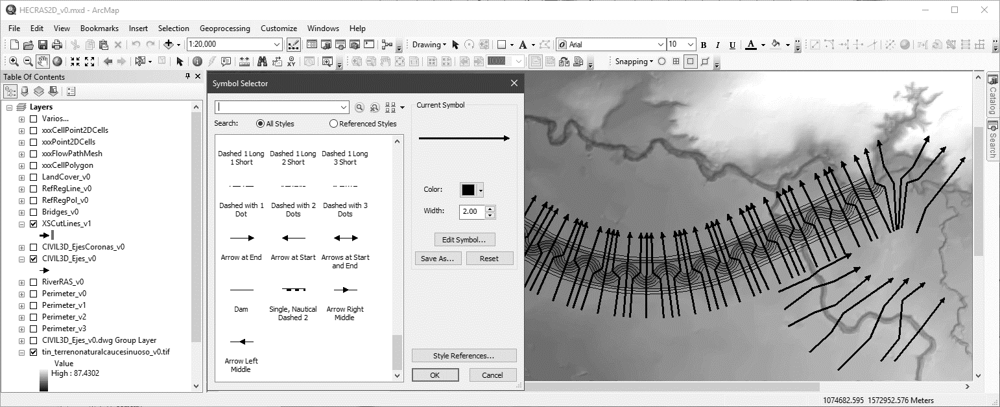 HECRAS2D_v0.mxd - ArcMap
File Edit View Bookmarks Insert Selection Geoprocessing Customize Windows Help
1:20,000 Drawing Arial 10 B I U A
100% Snapping
Table Of Contents
Layers
Varios...
xxxCellPoint2DCells
xxxPoint2DCells
xxxFlowPathMesh
xxxCellPolygon
LandCover_v0
RefRegLine_v0
RefRegPol_v0
Bridges_v0
XSCutLines_v1
CIVIL3D_EjesCoronas_v0
CIVIL3D_Ejes_v0
RiverRAS_v0
Perimeter_v0
Perimeter_v1
Perimeter_v2
Perimeter_v3
CIVIL3D_Ejes_v0.dwg Group Layer
tin_terrenonaturalcaucesinuoso_v0.tif
Value
High : 87.4302
Symbol Selector
Search: All Styles Referenced Styles
Dashed 1 Long
1 Short
Dashed 1 Long
2 Short
Dashed 1 Long
3 Short
Dashed with 1
Dot
Dashed with 2
Dots
Dashed with 3
Dots
Arrow at End
Arrow at Start
Arrows at Start
and End
Dam
Single, Nautical
Dashed 2
Arrow Right
Middle
Arrow Left
Middle
Current Symbol
Color:
Width: 2.00
Edit Symbol...
Save As... Reset
Style References...
OK Cancel
Catalog
Search
1074682.595 1572952.576 Meters